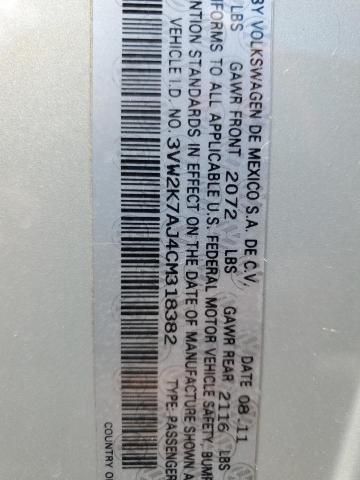 BY VOLKSWAGEN DE MEXICO S.A. DE C.V. DATE 08 11
LBS GAWR FRONT 2072 LBS GAWR REAR 2116 LBS
FORMS TO ALL APPLICABLE U.S. FEDERAL MOTOR VEHICLE SAFETY, BUMP
ENTION STANDARDS IN EFFECT ON THE DATE OF MANUFACTURE SHOWN A
VEHICLE I.D. NO. 3VW2K7AJ4CM318382 TYPE: PASSENGER
COUNTRY O